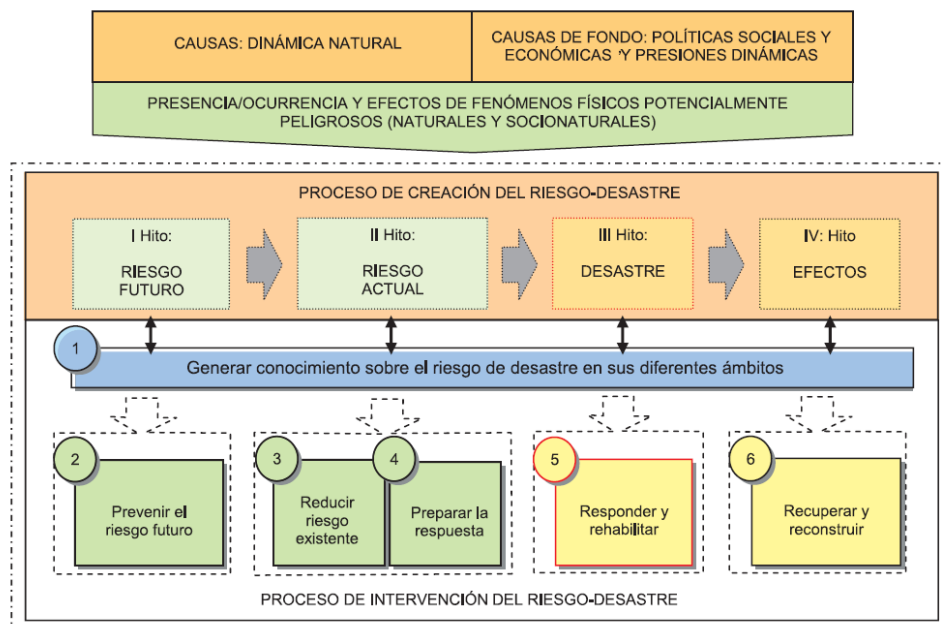 CAUSAS: DINÁMICA NATURAL
CAUSAS DE FONDO: POLÍTICAS SOCIALES Y
ECONÓMICAS 'Y PRESIONES DINÁMICAS
PRESENCIA/OCURRENCIA Y EFECTOS DE FENÓMENOS FÍSICOS POTENCIALMENTE
PELIGROSOS (NATURALES Y SOCIONATURALES)
PROCESO DE CREACIÓN DEL RIESGO-DESASTRE
I Hito:
RIESGO
FUTURO
II Hito:
RIESGO
ACTUAL
III Hito:
DESASTRE
IV: Hito
EFECTOS
1
Generar conocimiento sobre el riesgo de desastre en sus diferentes ámbitos
2
Prevenir el
riesgo futuro
3
Reducir
riesgo
existente
4
Preparar la
respuesta
5
Responder y
rehabilitar
6
Recuperar y
reconstruir
PROCESO DE INTERVENCIÓN DEL RIESGO-DESASTRE